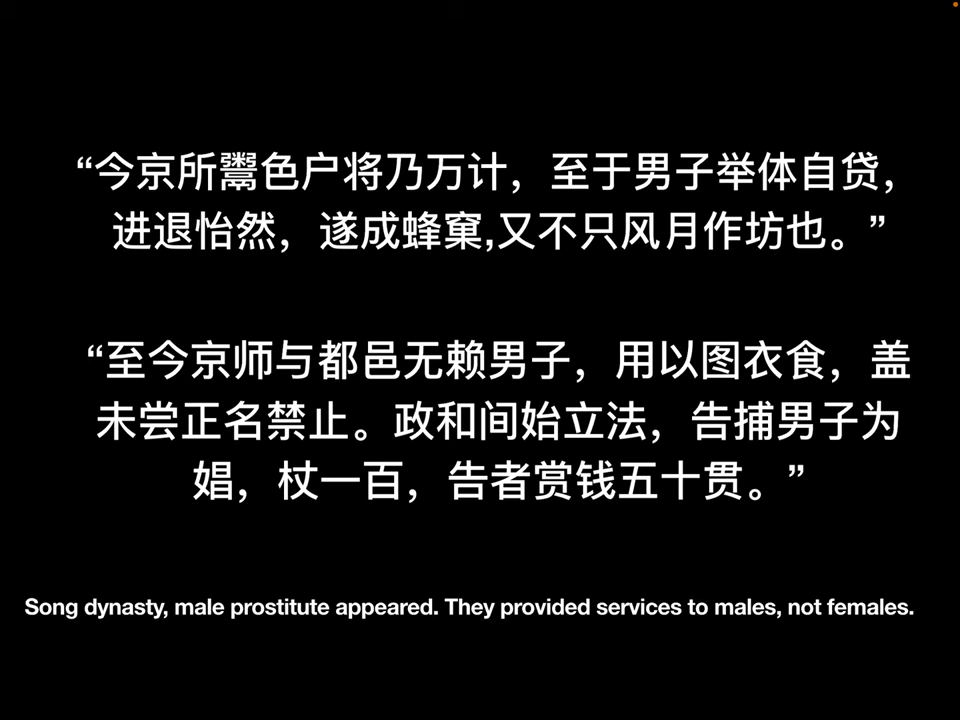 “今京所鬻色户将乃万计，至于男子举体自贷，
进退怡然，遂成蜂窠,又不只风月作坊也。”
“至今京师与都邑无赖男子，用以图衣食，盖
未尝正名禁止。政和间始立法，告捕男子为
娼，杖一百，告者赏钱五十贯。”
Song dynasty, male prostitute appeared. They provided services to males, not females.